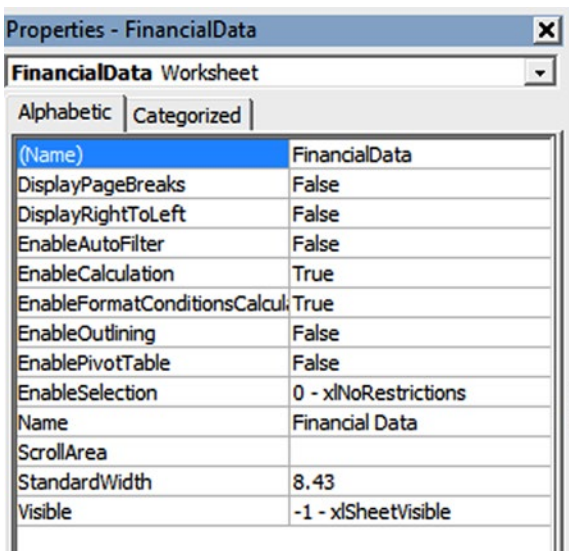 Properties - FinancialData
FinancialData Worksheet
Alphabetic Categorized
(Name) FinancialData
DisplayPageBreaks False
DisplayRightToLeft False
EnableAutoFilter False
EnableCalculation True
EnableFormatConditionsCalcula True
EnableOutlining False
EnablePivotTable False
EnableSelection 0 - xlNoRestrictions
Name Financial Data
ScrollArea
StandardWidth 8.43
Visible -1 - xlSheetVisible